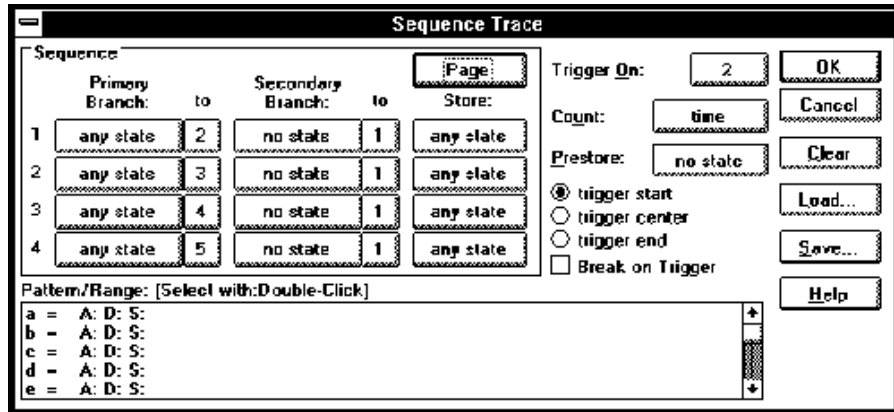 Sequence Trace
Sequence
Page
Primary Branch: to Secondary Branch: to Store:
1 any state 2 no state 1 any state
2 any state 3 no state 1 any state
3 any state 4 no state 1 any state
4 any state 5 no state 1 any state
Trigger On: 2
Count: time
Prestore: no state
trigger start
trigger center
trigger end
Break on Trigger
OK
Cancel
Clear
Load...
Save...
Help
Pattern/Range: [Select with:Double-Click]
a = A: D: S:
b = A: D: S:
c = A: D: S:
d = A: D: S:
e = A: D: S: